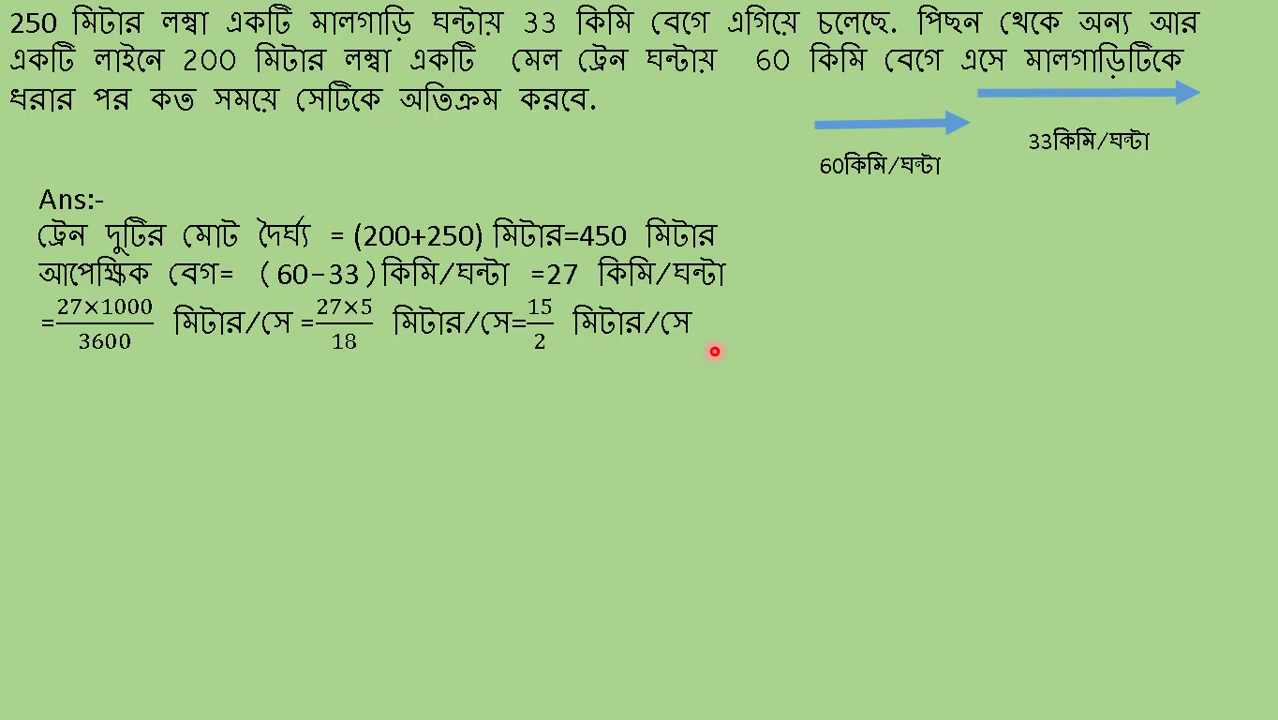 250 মিটার লম্বা একটি মালগাড়ি ঘন্টায় 33 কিমি বেগে এগিয়ে চলেছে. পিছন থেকে অন্য আর
একটি লাইনে 200 মিটার লম্বা একটি মেল ট্রেন ঘন্টায় 60 কিমি বেগে এসে মালগাড়িটিকে
ধরার পর কত সময়ে সেটিকে অতিক্রম করবে.
33কিমি/ঘন্টা
60কিমি/ঘন্টা
Ans:-
ট্রেন দুটির মোট দৈর্ঘ্য = (200+250) মিটার=450 মিটার
আপেক্ষিক বেগ= (60-33)কিমি/ঘন্টা =27 কিমি/ঘন্টা
=27×1000/3600 মিটার/সে =27×5/18 মিটার/সে=15/2 মিটার/সে